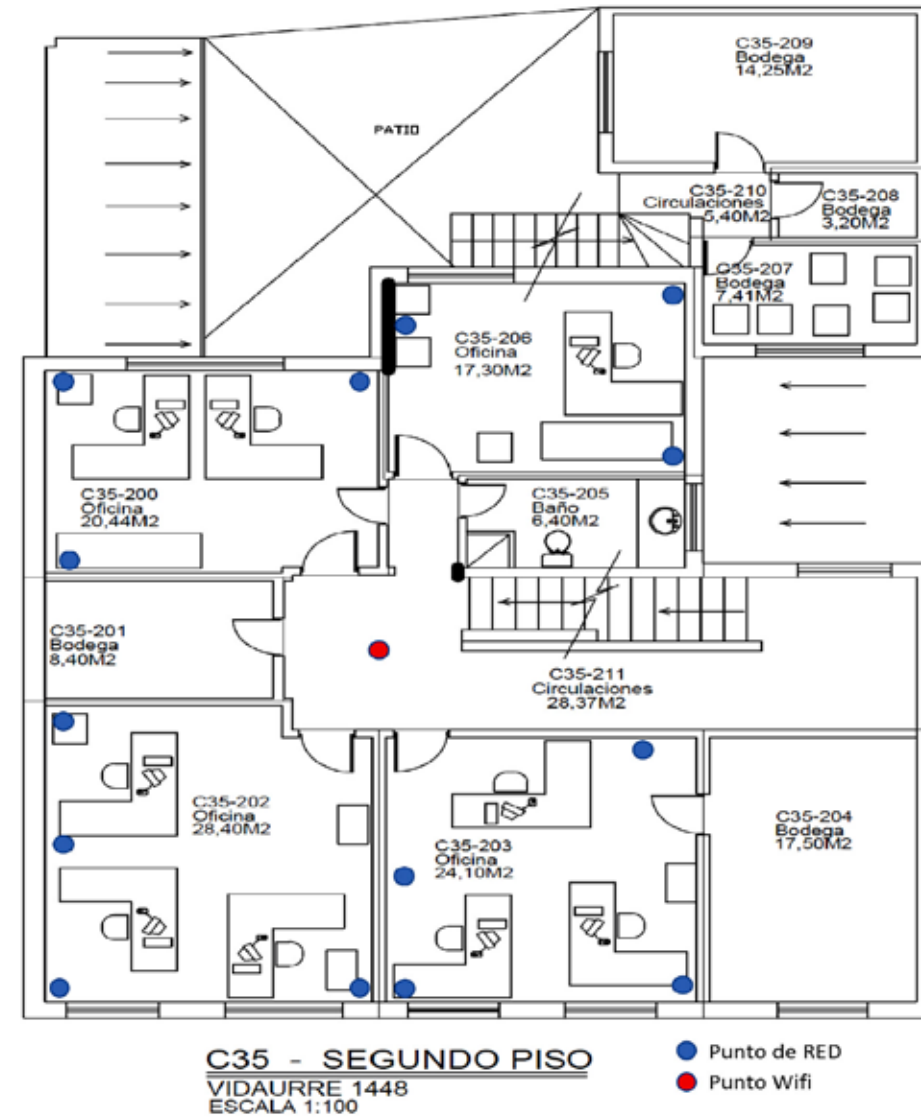 C35-209
Bodega
14,25M2
PATIO
C35-210
Circulaciones
5,40M2
C35-208
Bodega
3,20M2
C35-207
Bodega
7,41M2
C35-206
Oficina
17,30M2
C35-200
Oficina
20,44M2
C35-205
Baño
6,40M2
C35-201
Bodega
8,40M2
C35-211
Circulaciones
28,37M2
C35-202
Oficina
28,40M2
C35-203
Oficina
24,10M2
C35-204
Bodega
17,50M2
C35 - SEGUNDO PISO
VIDAURRE 1448
ESCALA 1:100
Punto de RED
Punto Wifi